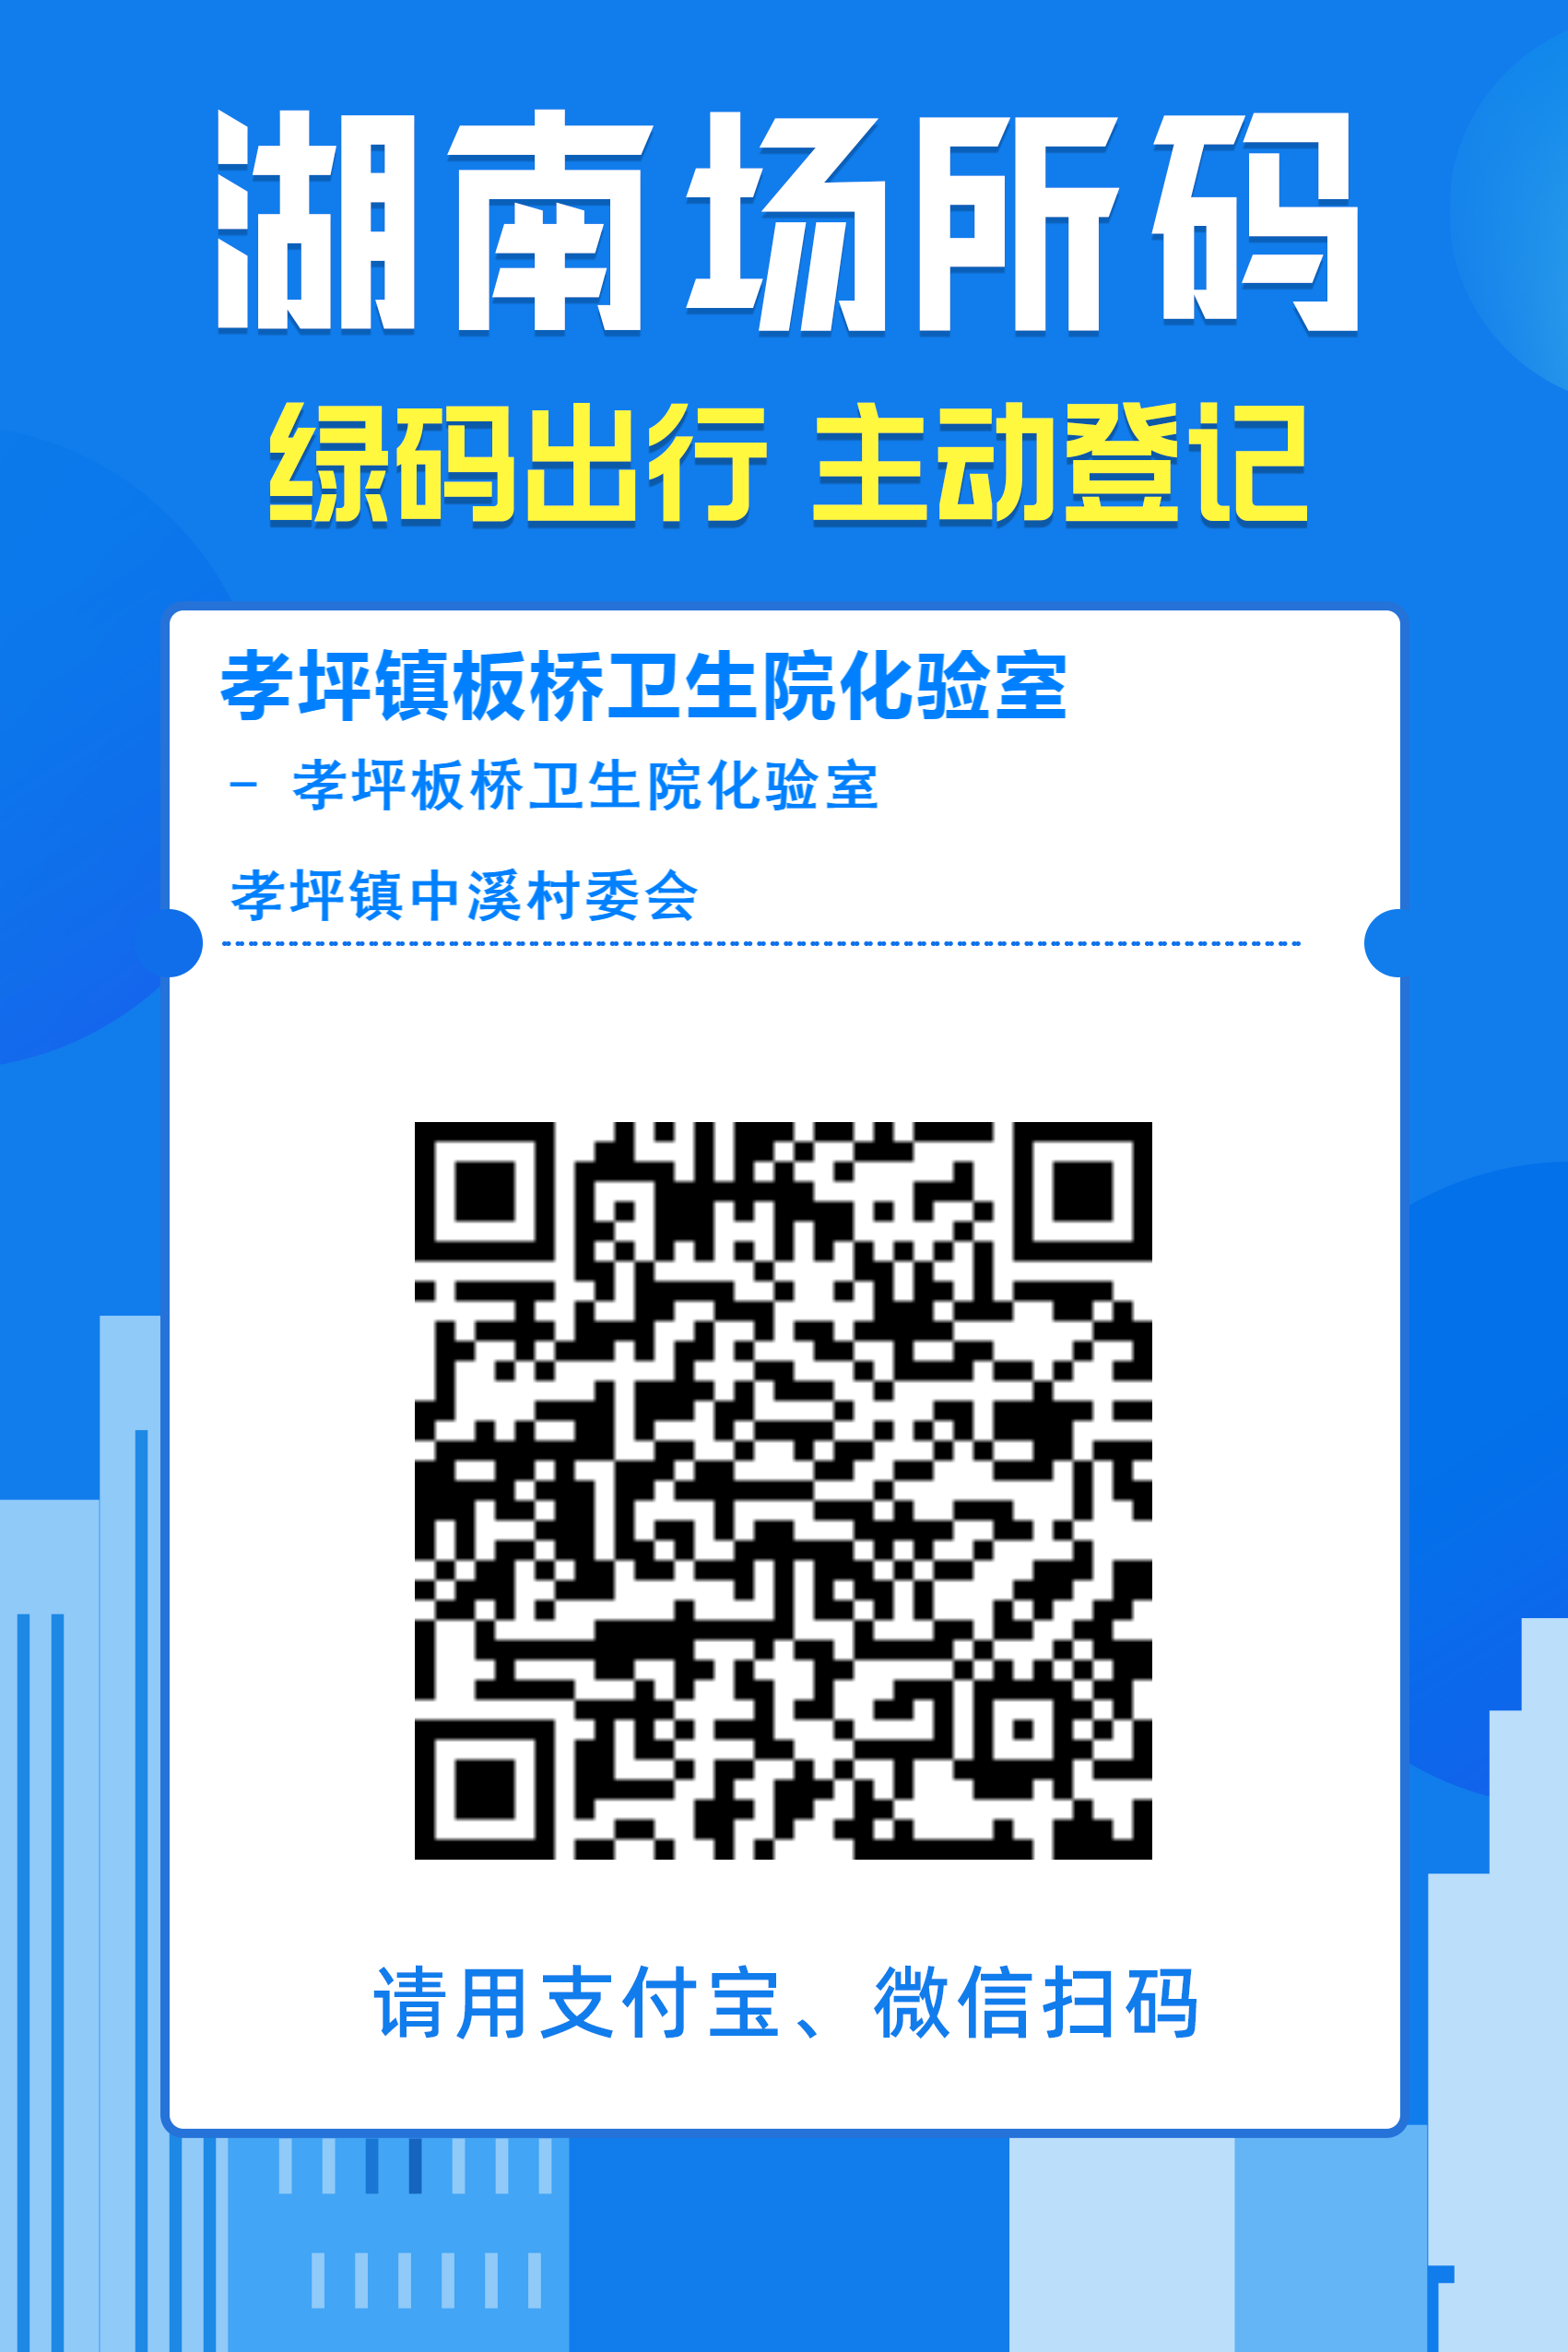 湖南场所码
绿码出行 主动登记
孝坪镇板桥卫生院化验室
- 孝坪板桥卫生院化验室
孝坪镇中溪村委会
请用支付宝、微信扫码